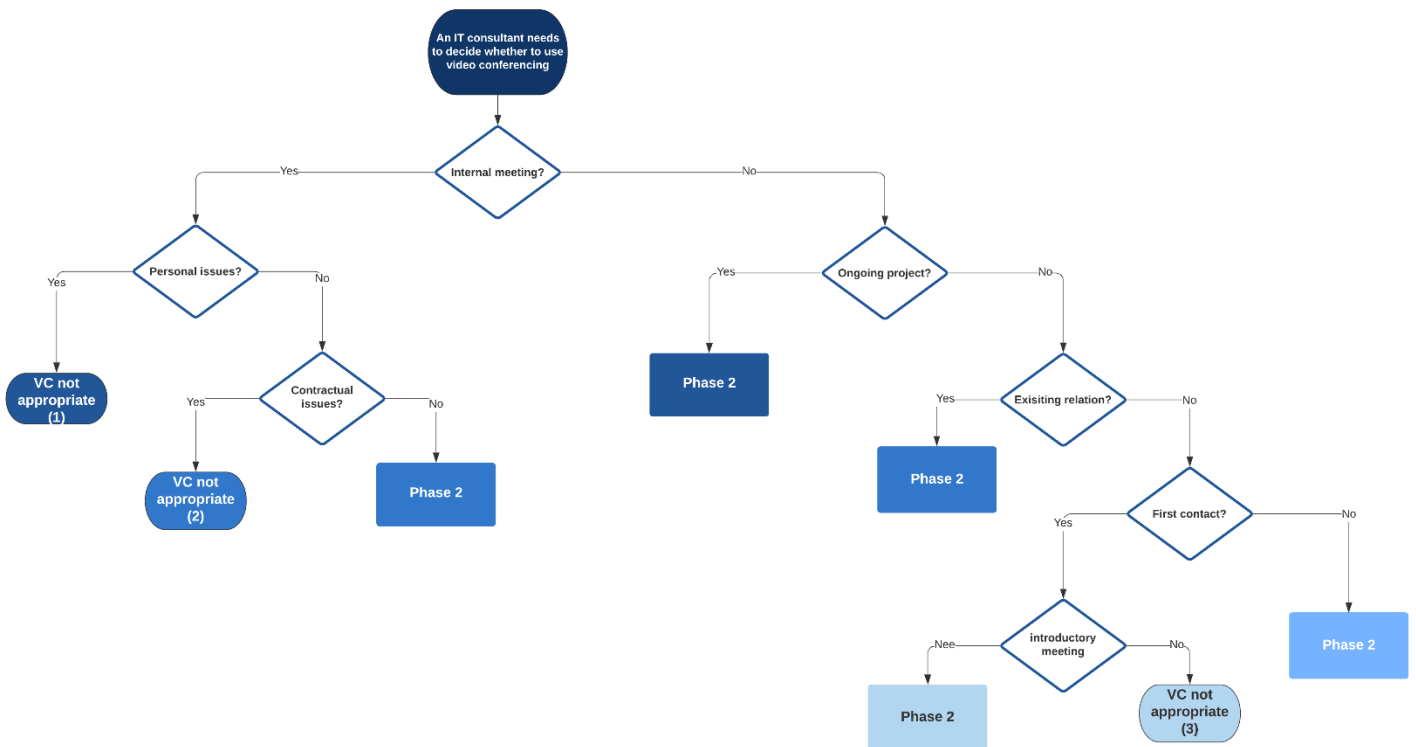 An IT consultant needs
to decide whether to use
video conferencing
Internal meeting?
Yes
No
Personal issues?
Ongoing project?
Yes
No
Yes
No
VC not
appropriate
(1)
Contractual
issues?
Phase 2
Exisiting relation?
Yes
No
Yes
No
VC not
appropriate
(2)
Phase 2
Phase 2
First contact?
Yes
No
introductory
meeting
Phase 2
Nee
No
Phase 2
VC not
appropriate
(3)